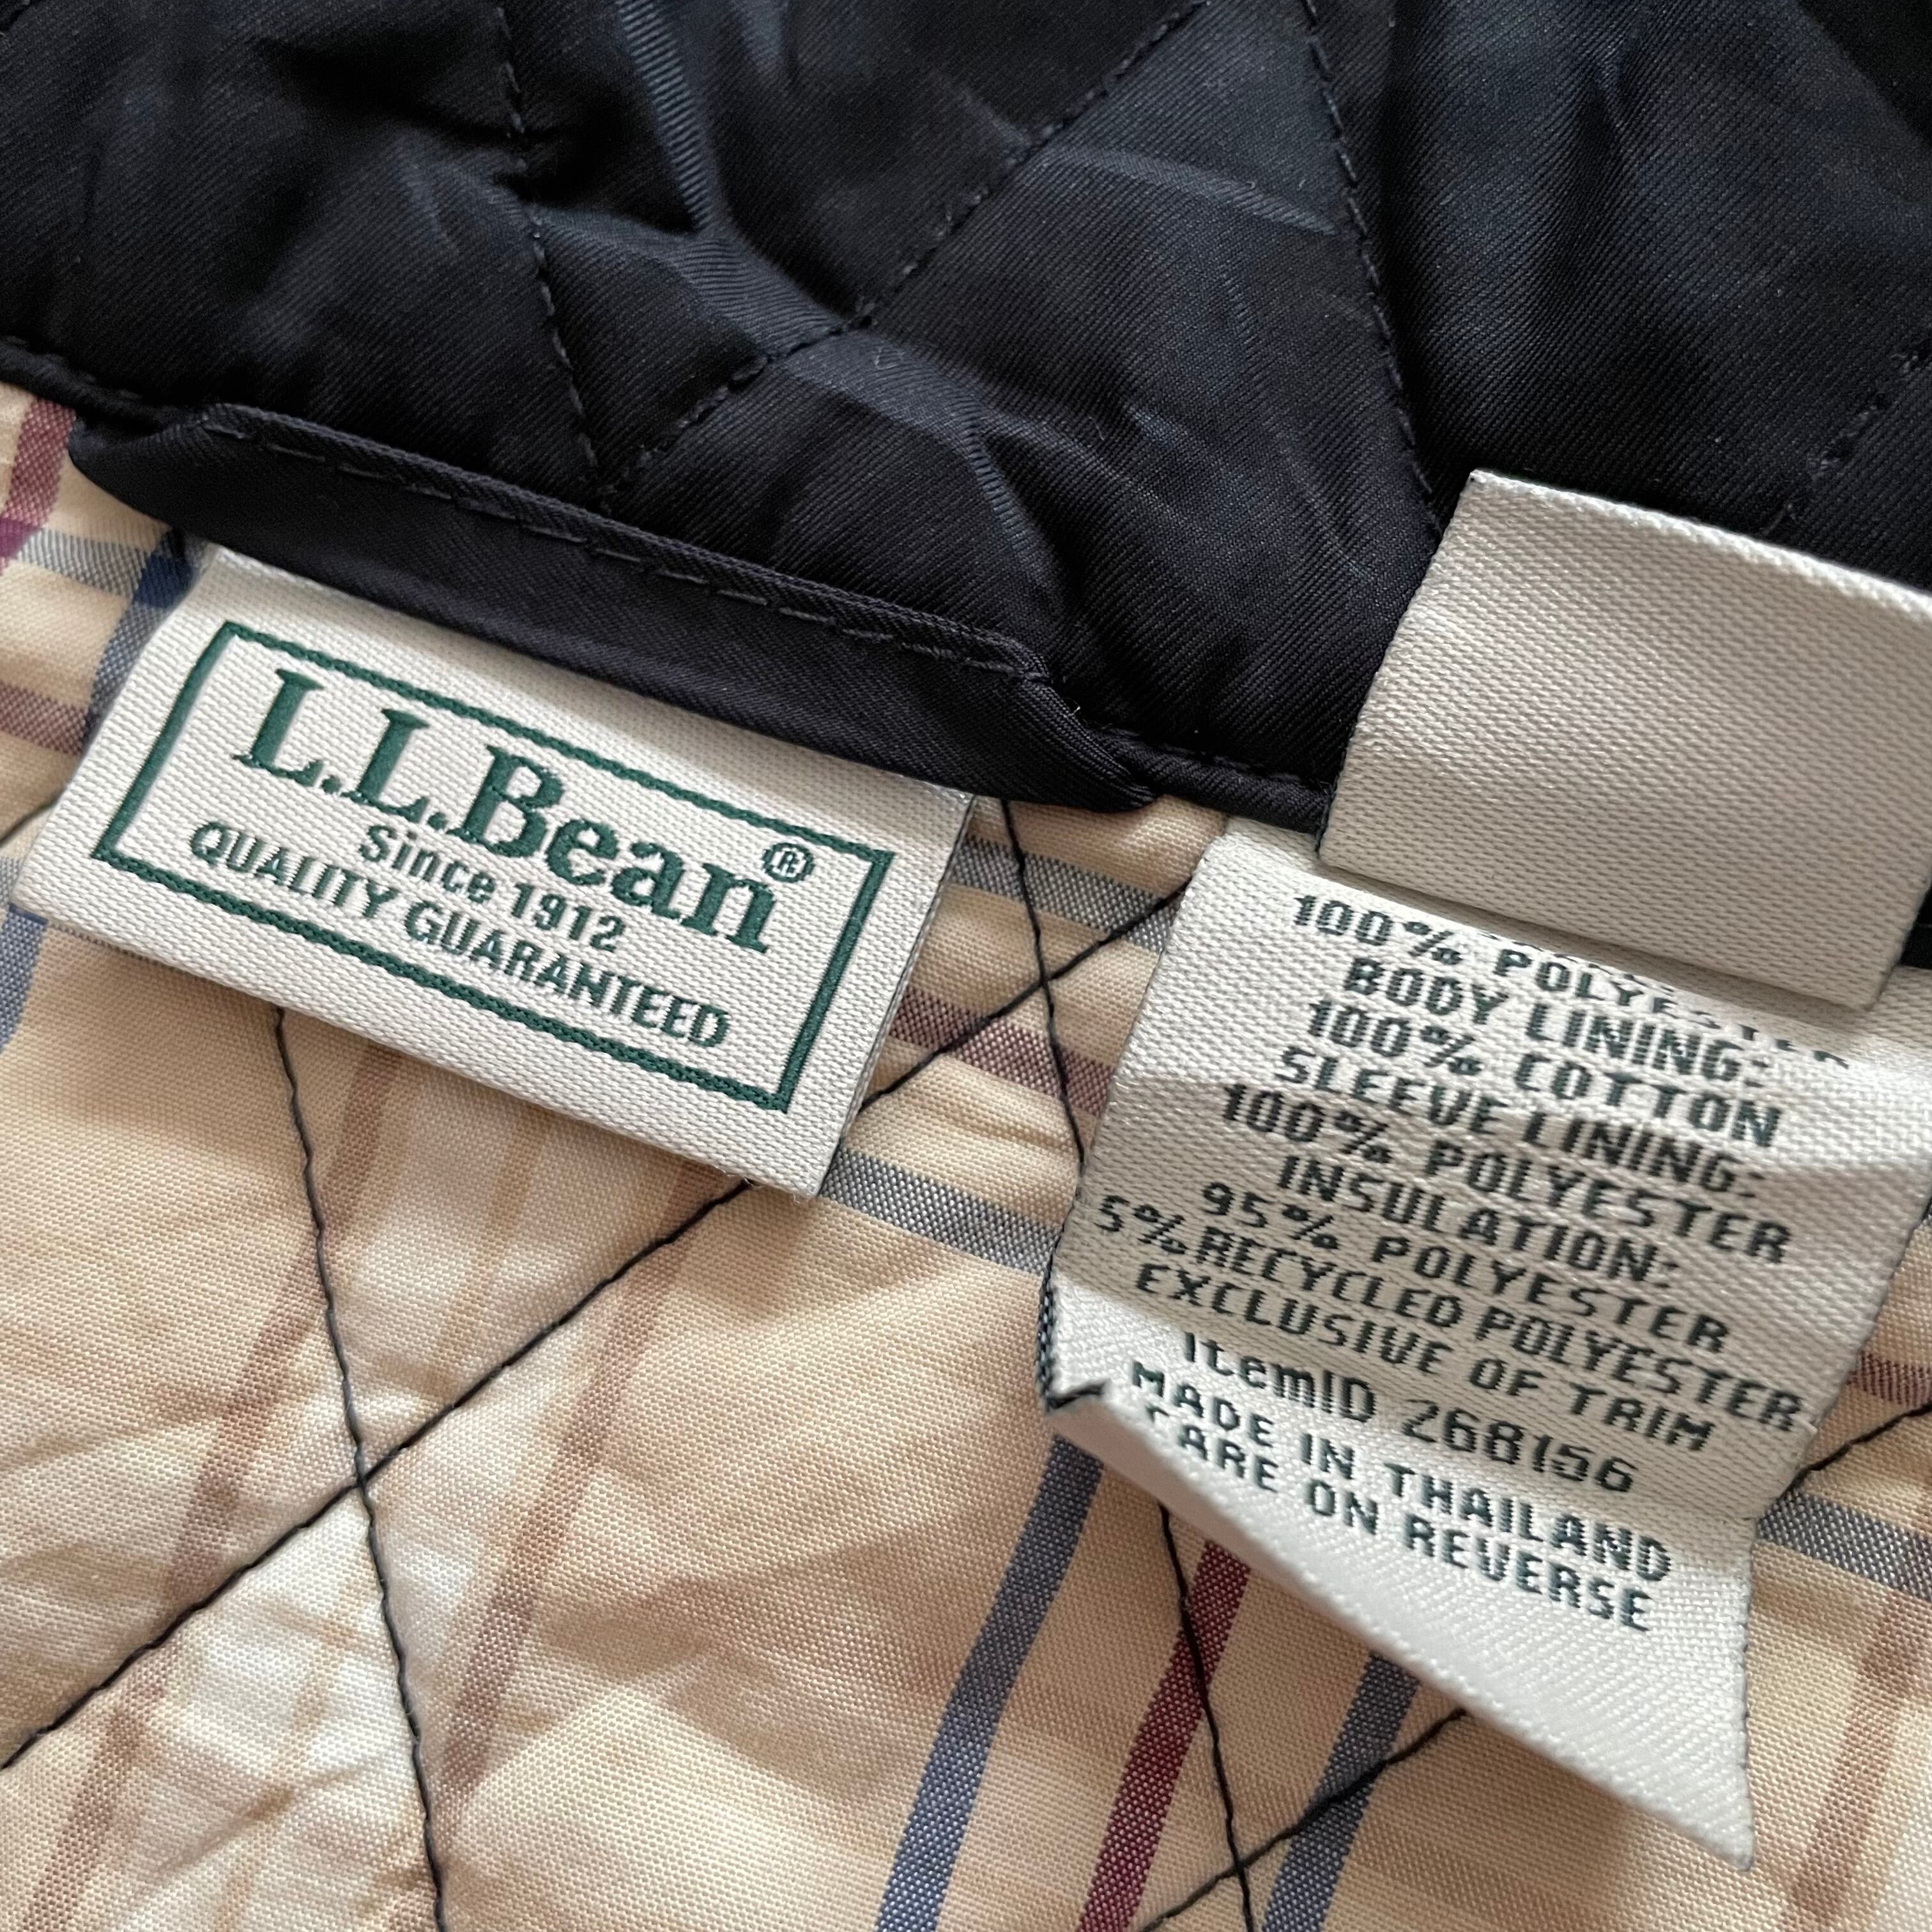 L.L.Bean®
Since 1912
QUALITY GUARANTEED
100% POLYESTER
BODY LINING:
100% COTTON
SLEEVE LINING:
100% POLYESTER
INSULATION:
95% POLYESTER
5% RECYCLED POLYESTER
EXCLUSIVE OF TRIM
ItemID 268156
MADE IN THAILAND
CARE ON REVERSE